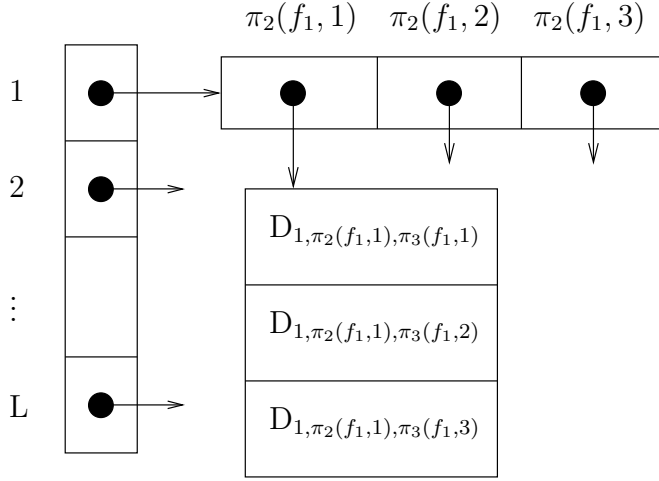 π₂(f₁, 1) π₂(f₁, 2) π₂(f₁, 3)
1
2
D₁,π₂(f₁,1),π₃(f₁,1)
⋮
D₁,π₂(f₁,1),π₃(f₁,2)
L
D₁,π₂(f₁,1),π₃(f₁,3)